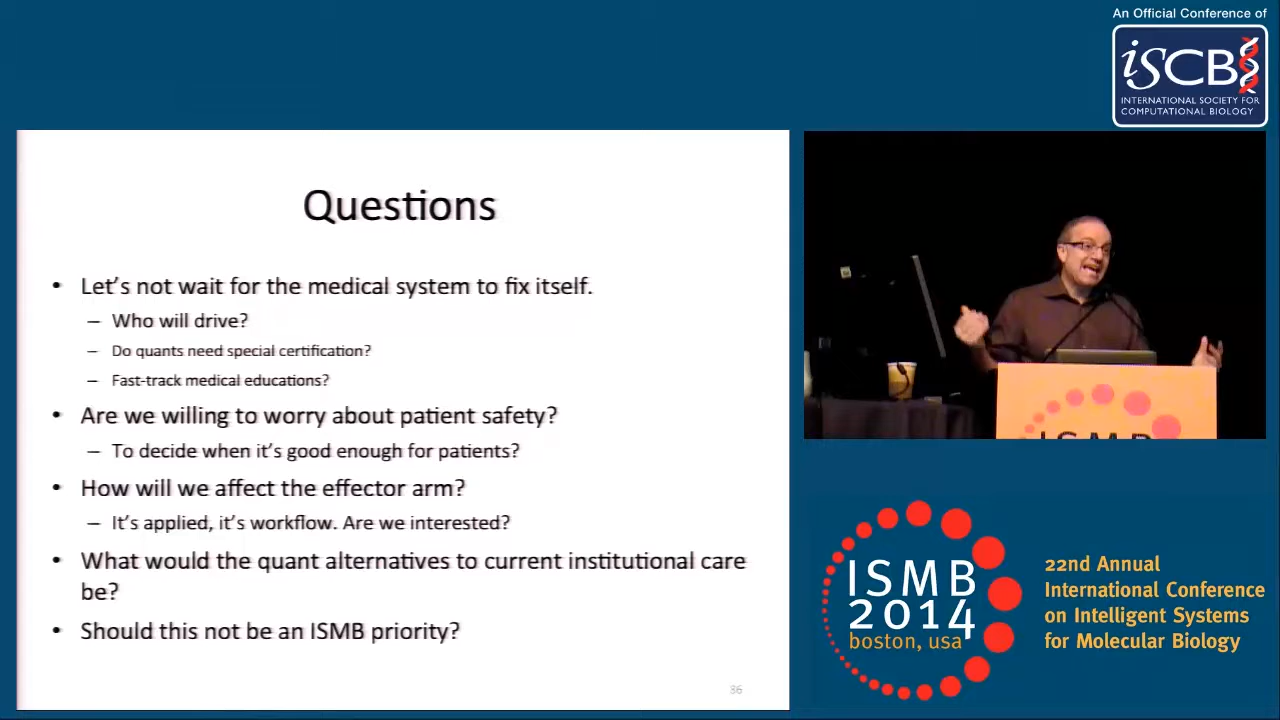 An Official Conference of
iSCB
INTERNATIONAL SOCIETY FOR
COMPUTATIONAL BIOLOGY
Questions
• Let's not wait for the medical system to fix itself.
– Who will drive?
– Do quants need special certification?
– Fast-track medical educations?
• Are we willing to worry about patient safety?
– To decide when it's good enough for patients?
• How will we affect the effector arm?
– It's applied, it's workflow. Are we interested?
• What would the quant alternatives to current institutional care
be?
• Should this not be an ISMB priority?
36
ISMB
ISMB
2014
boston, usa
22nd Annual
International Conference
on Intelligent Systems
for Molecular Biology